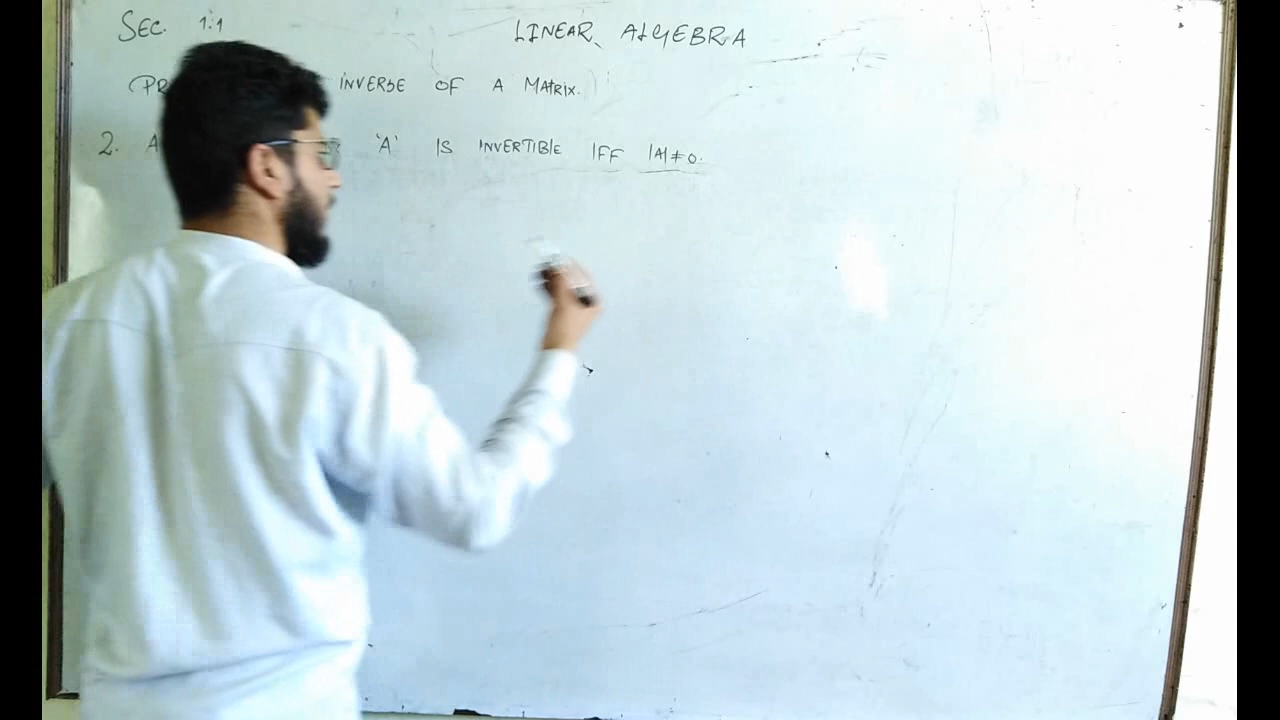 SEC. 1.1
LINEAR ALGEBRA
INVERSE OF A MATRIX.
2. A 'A' IS INVERTIBLE IFF |A|≠0.